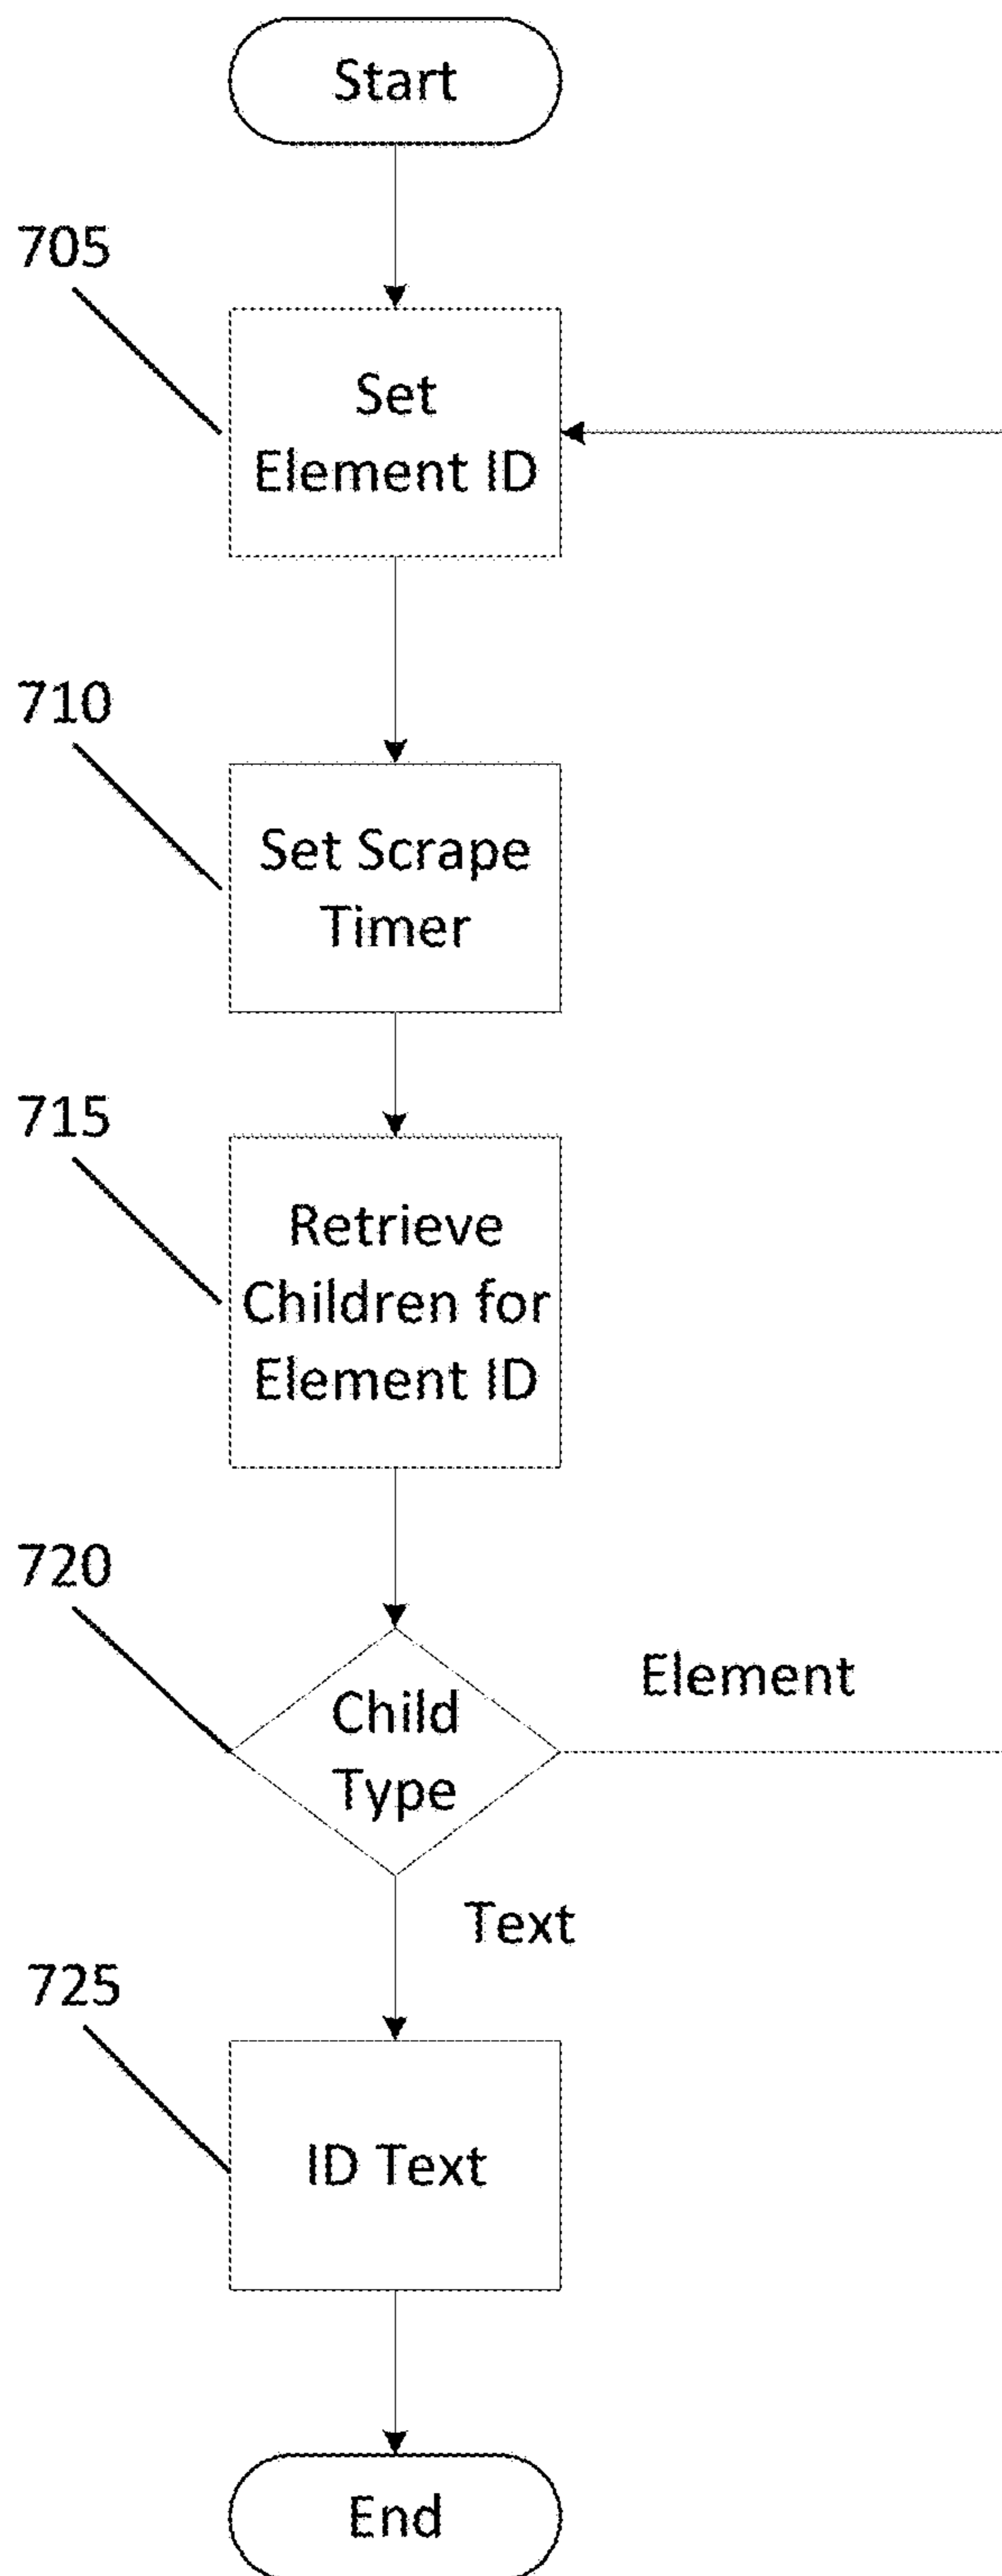 Start
705
Set
Element ID
710
Set Scrape
Timer
715
Retrieve
Children for
Element ID
720
Child
Type
Element
Text
725
ID Text
End